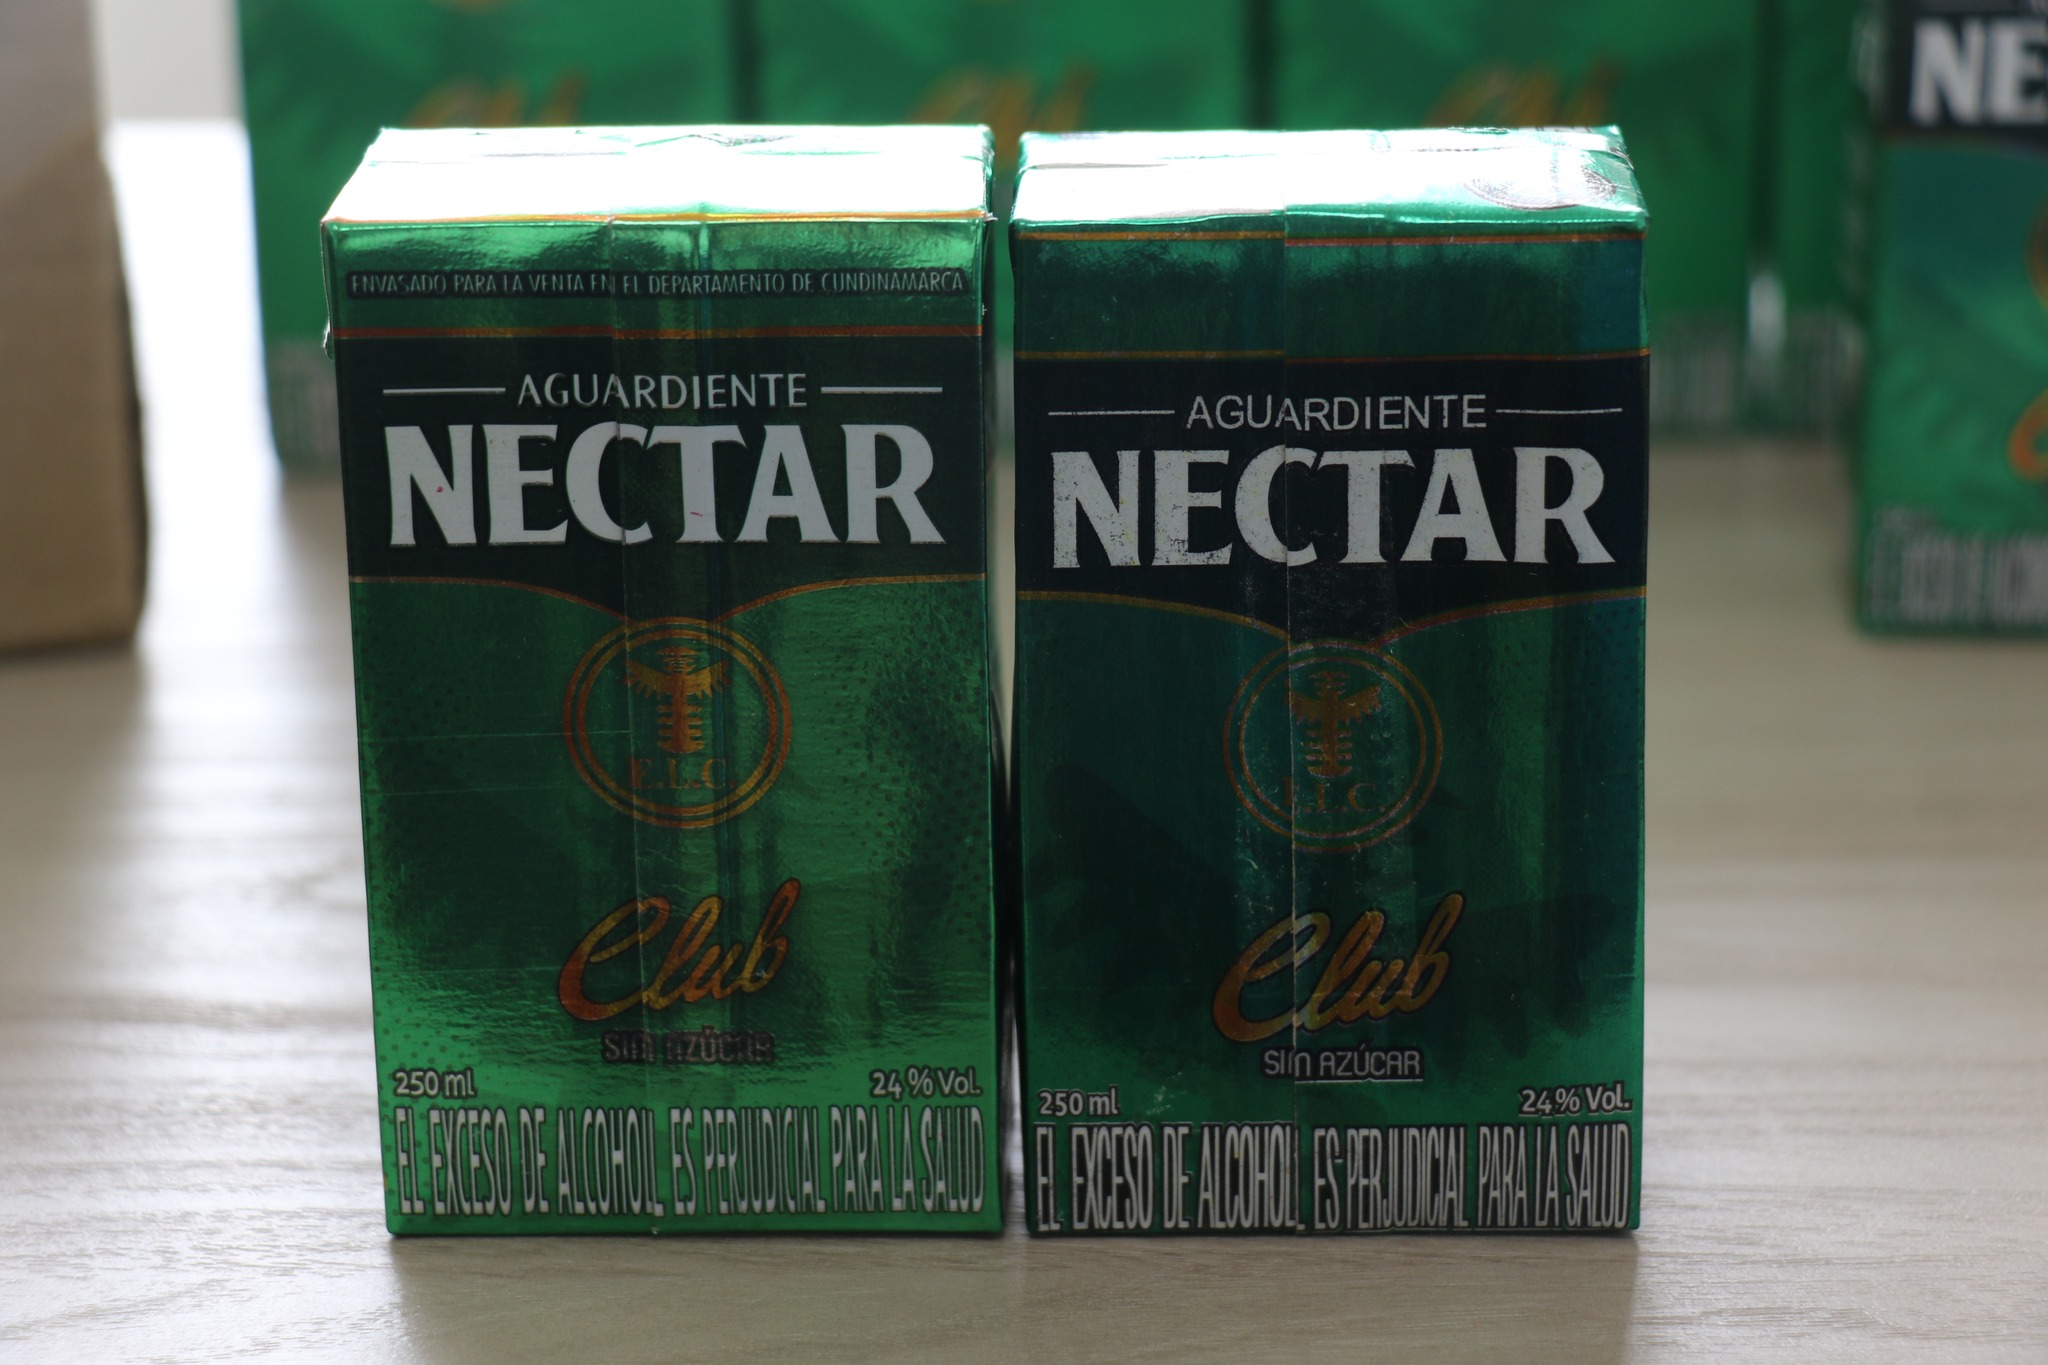 ENVASADO PARA LA VENTA EN EL DEPARTAMENTO DE CUNDINAMARCA
AGUARDIENTE
NECTAR
E.L.C.
Club
SIN AZÚCAR
250 ml 24 % Vol.
EL EXCESO DE ALCOHOL ES PERJUDICIAL PARA LA SALUD
AGUARDIENTE
NECTAR
E.L.C.
Club
SIN AZÚCAR
250 ml 24% Vol.
EL EXCESO DE ALCOHOL ES PERJUDICIAL PARA LA SALUD
NE